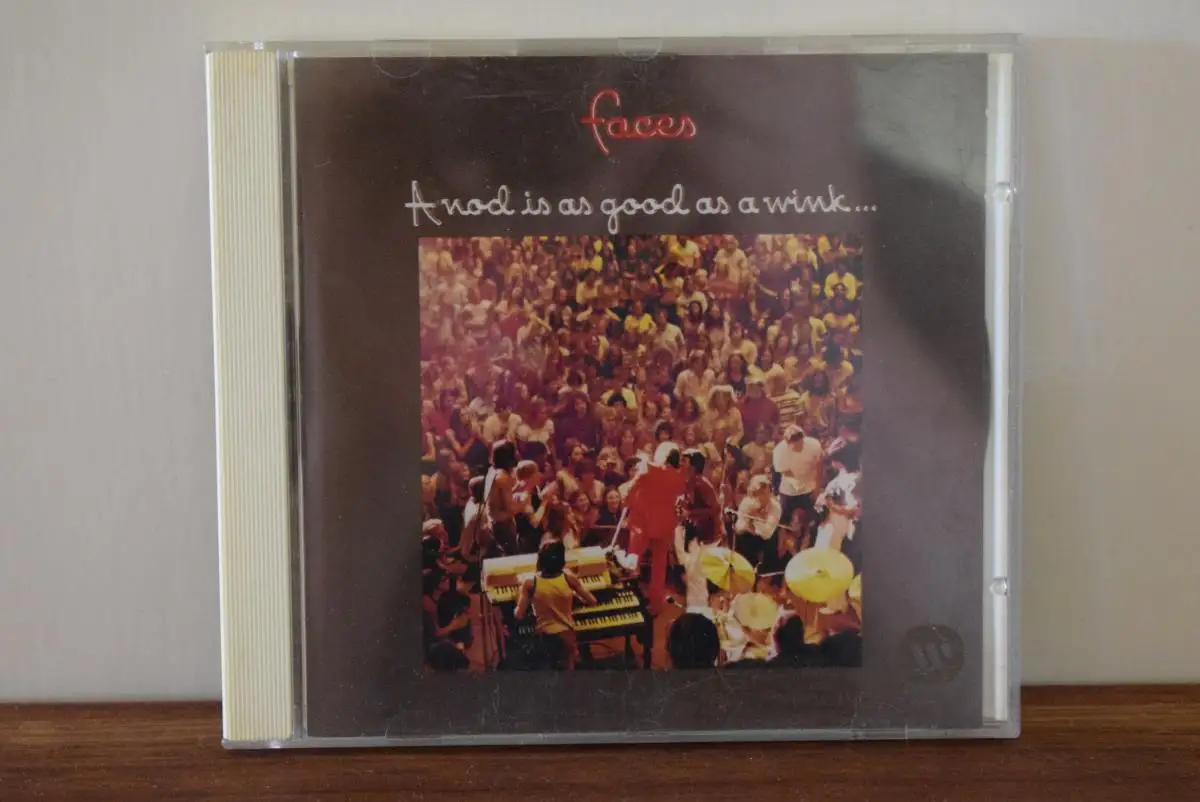 faces
A nod is as good as a wink...